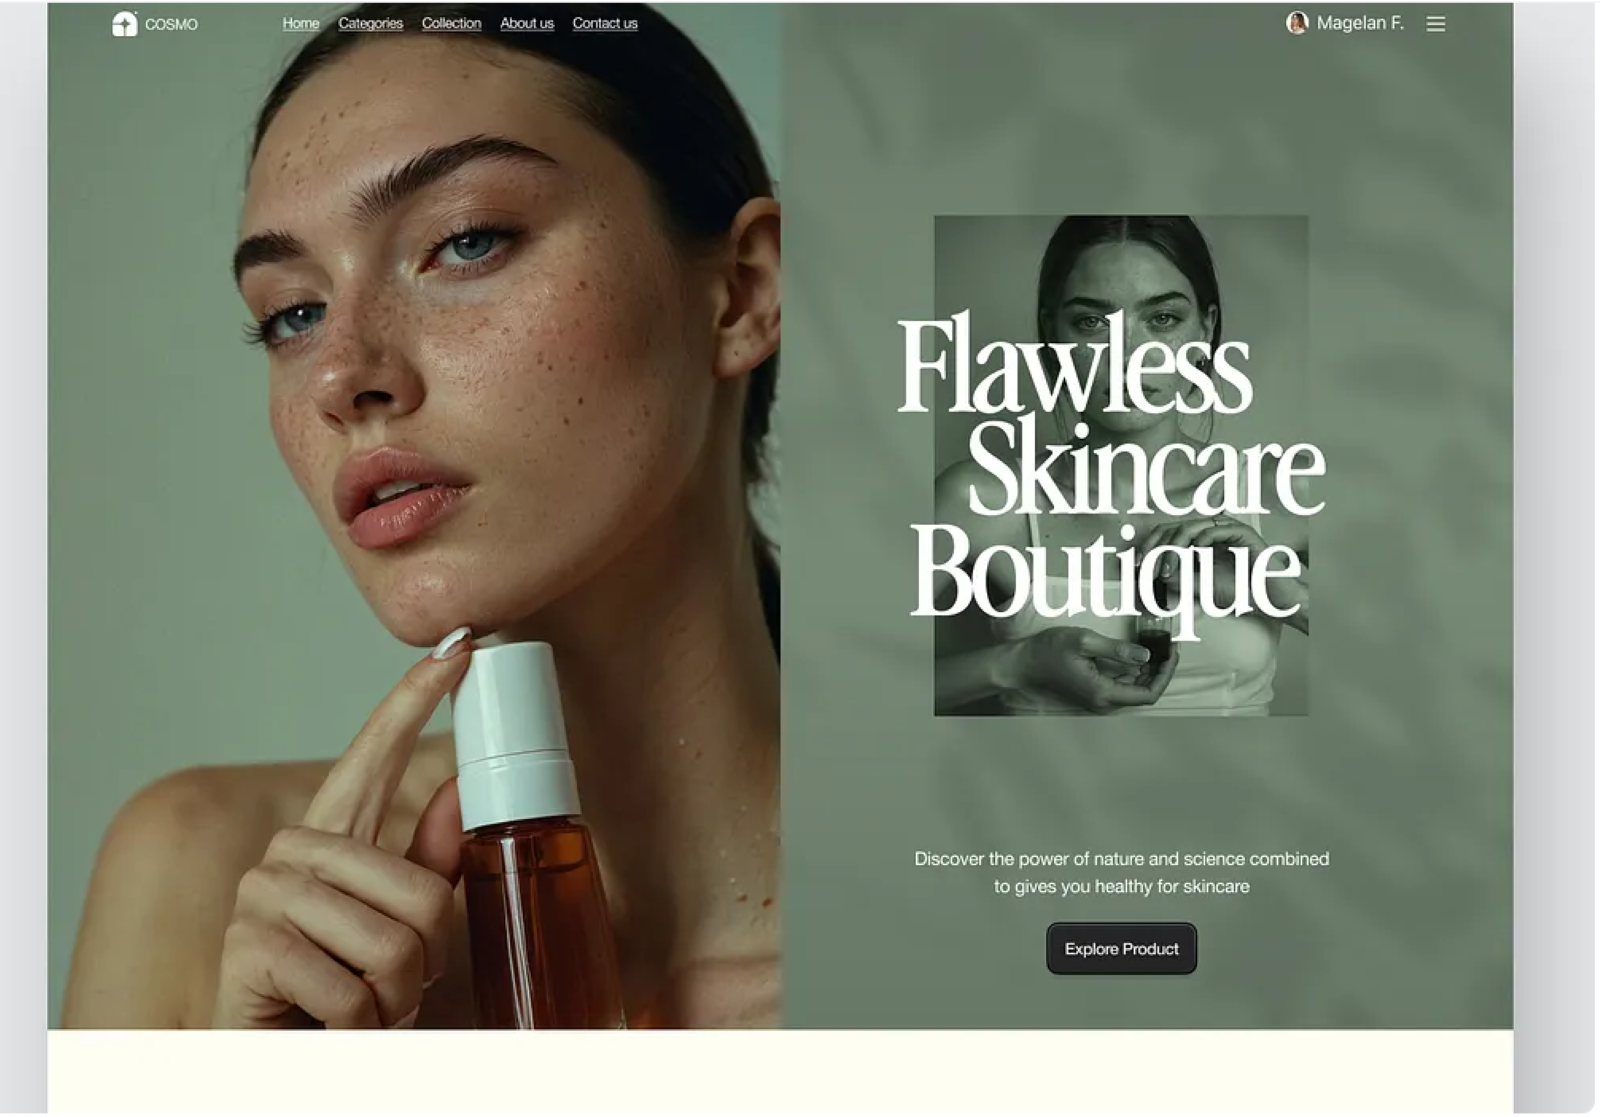 COSMO
Home Categories Collection About us Contact us
Magelan F.
Flawless
Skincare
Boutique
Discover the power of nature and science combined
to gives you healthy for skincare
Explore Product